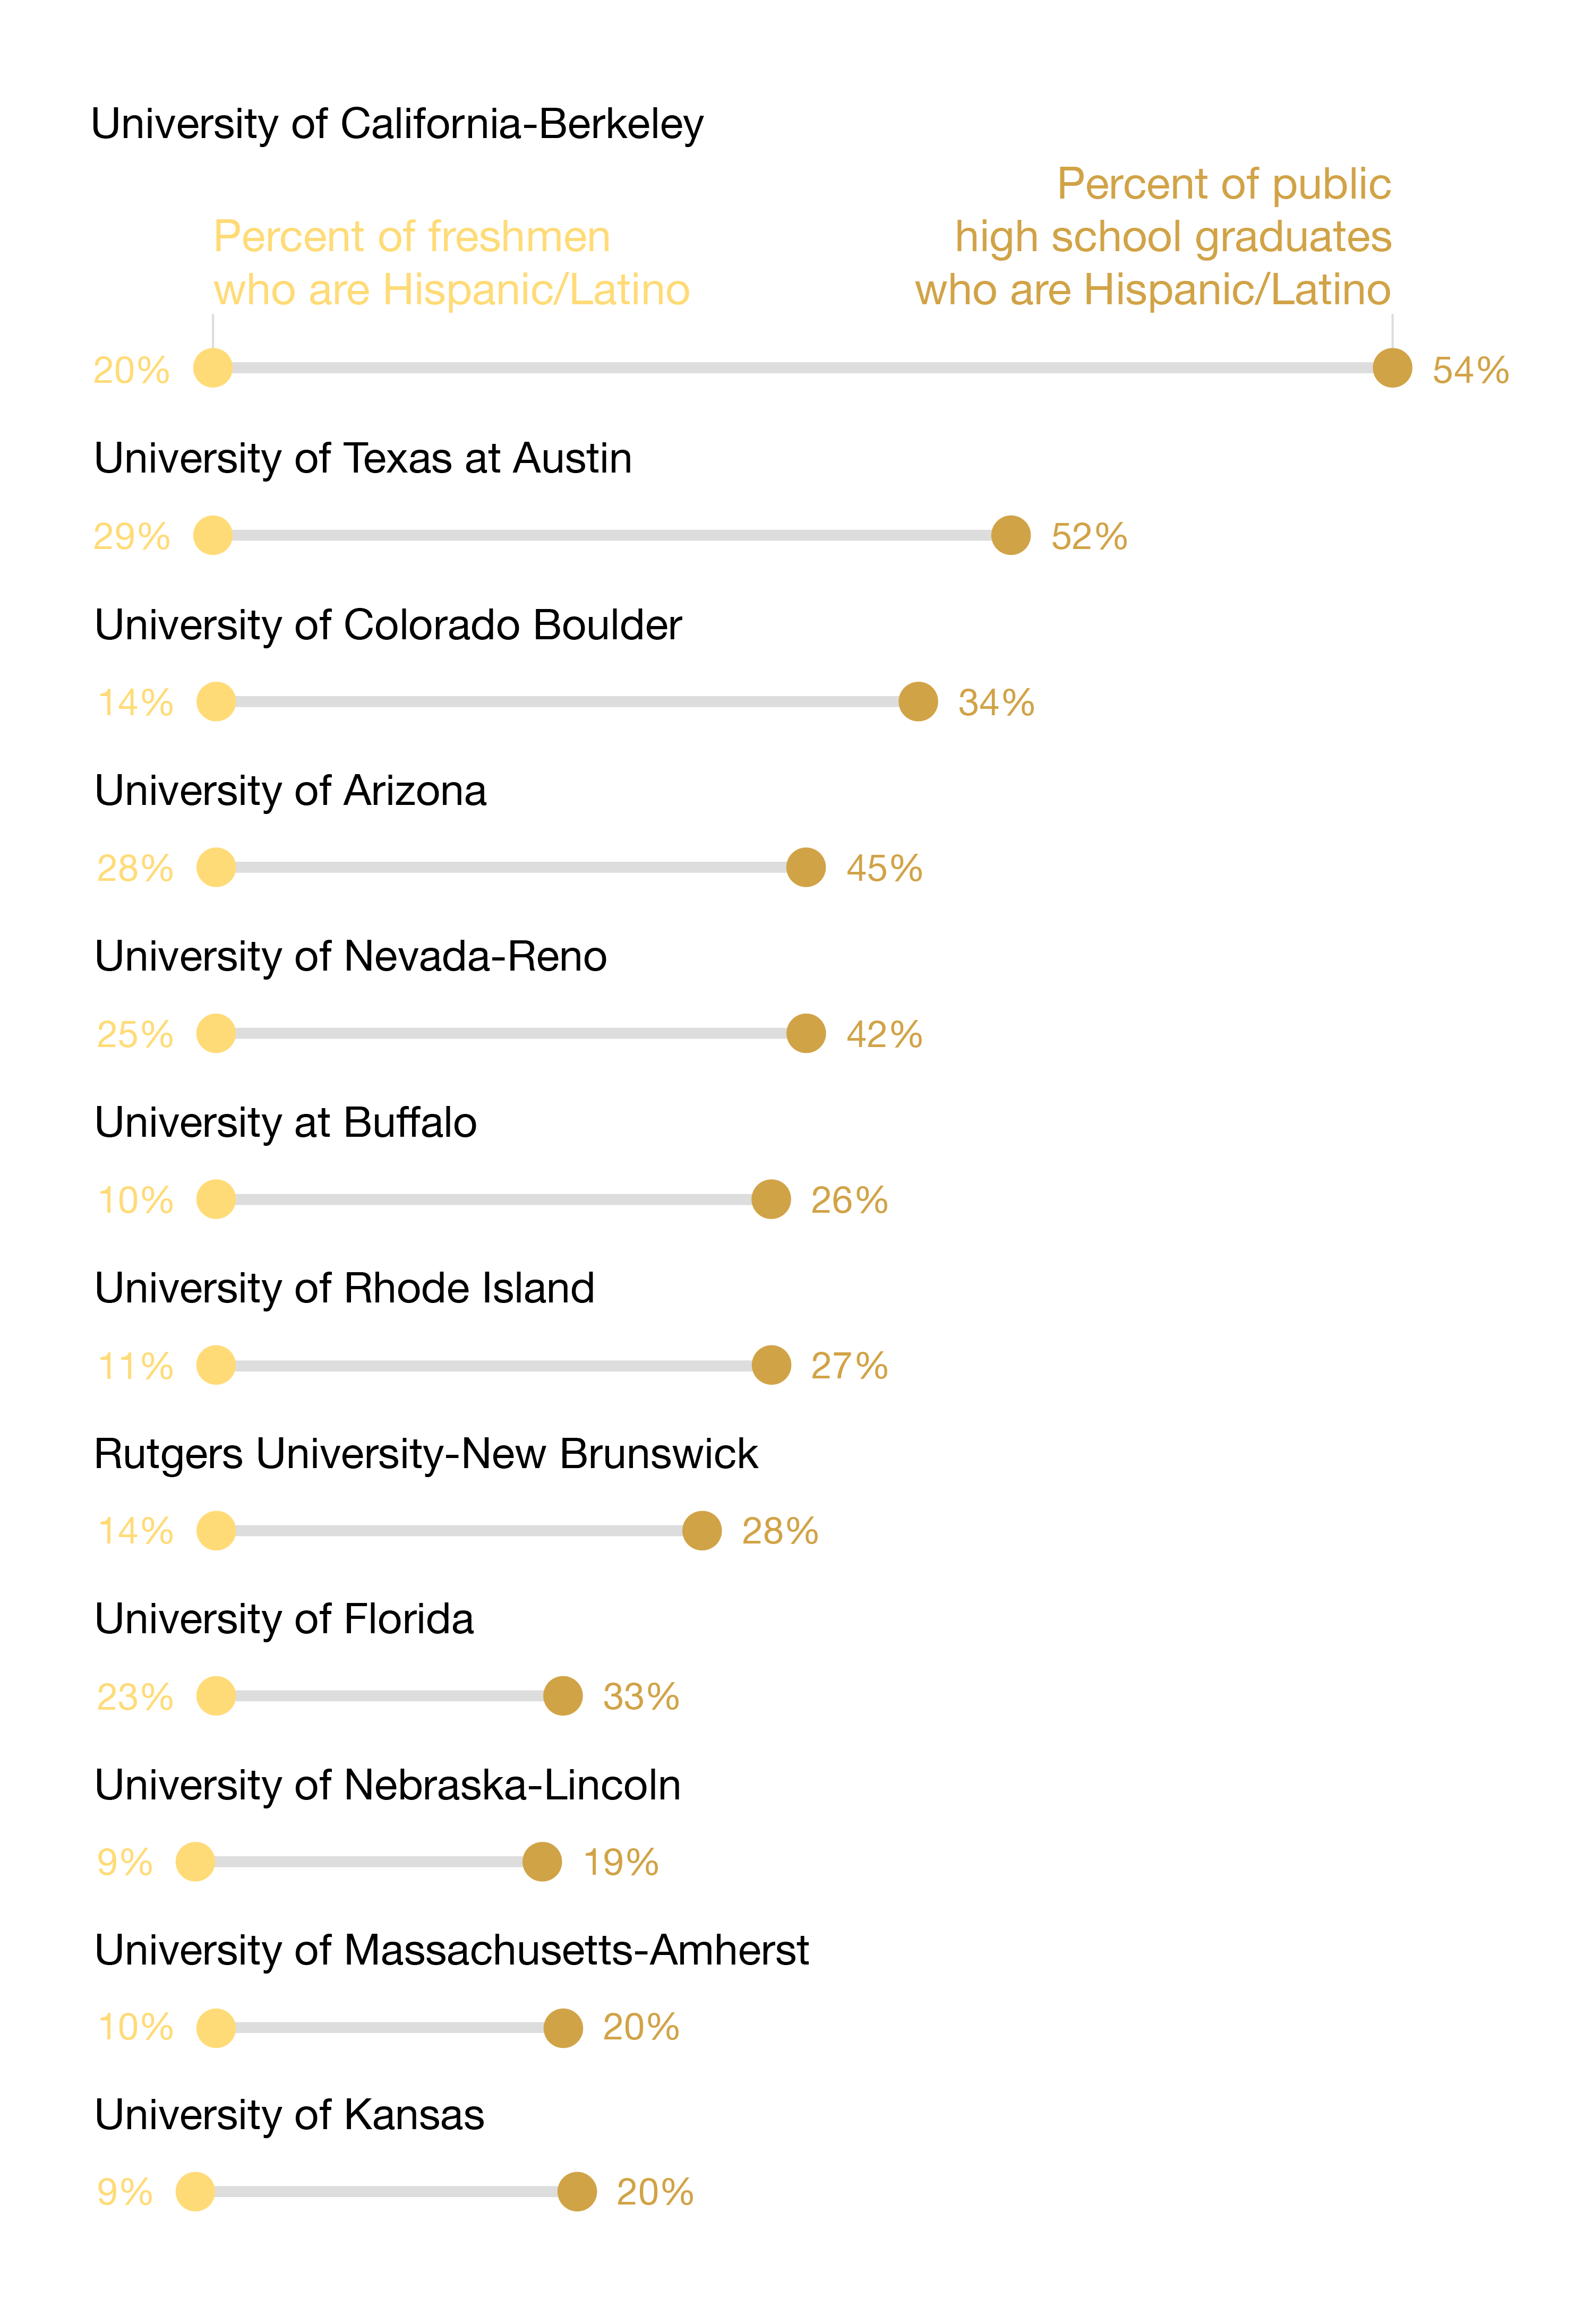 University of California-Berkeley
Percent of freshmen
who are Hispanic/Latino
Percent of public
high school graduates
who are Hispanic/Latino
20% 54%
University of Texas at Austin
29% 52%
University of Colorado Boulder
14% 34%
University of Arizona
28% 45%
University of Nevada-Reno
25% 42%
University at Buffalo
10% 26%
University of Rhode Island
11% 27%
Rutgers University-New Brunswick
14% 28%
University of Florida
23% 33%
University of Nebraska-Lincoln
9% 19%
University of Massachusetts-Amherst
10% 20%
University of Kansas
9% 20%